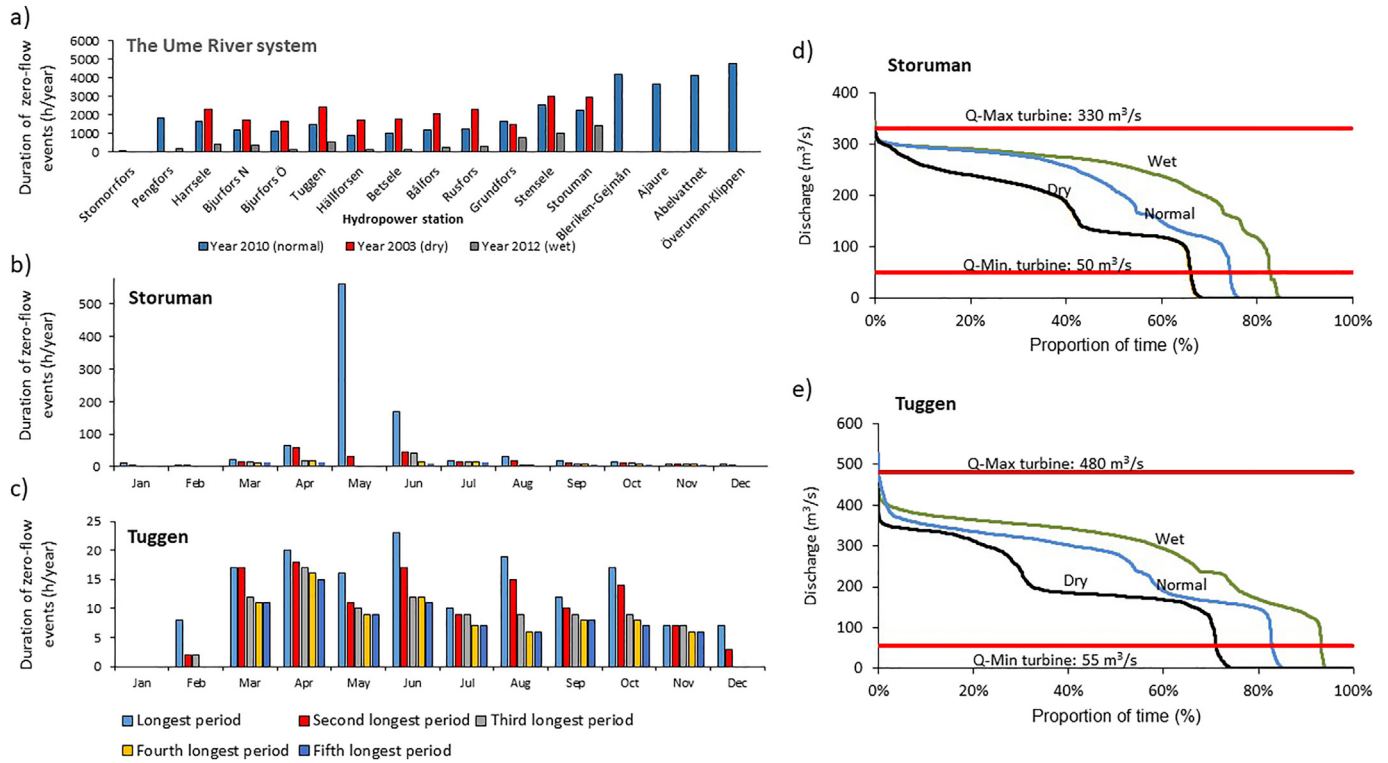 a)
The Ume River system
Duration of zero-flow
events (h/year)
6000
5000
4000
3000
2000
1000
0
Stornorrfors
Pengfors
Harrsele
Bjurfors N
Bjurfors Ö
Tuggen
Hällforsen
Betsele
Bålfors
Rusfors
Grundfors
Stensele
Storuman
Bleriken-Gejmån
Ajaure
Abelvattnet
Överuman-Klippen
Hydropower station
Year 2010 (normal) Year 2003 (dry) Year 2012 (wet)
b)
Storuman
Duration of zero-flow
events (h/year)
500
400
300
200
100
0
Jan Feb Mar Apr May Jun Jul Aug Sep Oct Nov Dec
c)
Tuggen
Duration of zero-flow
events (h/year)
25
20
15
10
5
0
Jan Feb Mar Apr May Jun Jul Aug Sep Oct Nov Dec
Longest period Second longest period Third longest period
Fourth longest period Fifth longest period
d)
Storuman
Discharge (m³/s)
400
300
200
100
0
Q-Max turbine: 330 m³/s
Wet
Dry
Normal
Q-Min. turbine: 50 m³/s
0% 20% 40% 60% 80% 100%
Proportion of time (%)
e)
Tuggen
Discharge (m³/s)
600
500
400
300
200
100
0
Q-Max turbine: 480 m³/s
Wet
Dry
Normal
Q-Min turbine: 55 m³/s
0% 20% 40% 60% 80% 100%
Proportion of time (%)